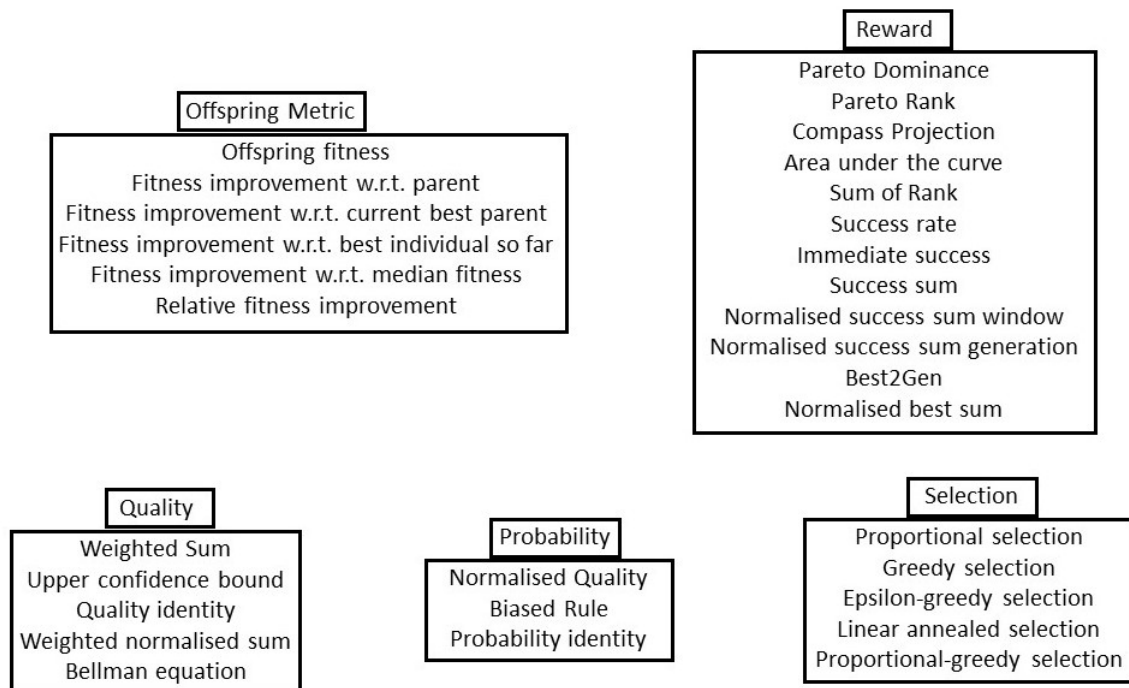 Offspring Metric
Offspring fitness
Fitness improvement w.r.t. parent
Fitness improvement w.r.t. current best parent
Fitness improvement w.r.t. best individual so far
Fitness improvement w.r.t. median fitness
Relative fitness improvement
Reward
Pareto Dominance
Pareto Rank
Compass Projection
Area under the curve
Sum of Rank
Success rate
Immediate success
Success sum
Normalised success sum window
Normalised success sum generation
Best2Gen
Normalised best sum
Quality
Weighted Sum
Upper confidence bound
Quality identity
Weighted normalised sum
Bellman equation
Probability
Normalised Quality
Biased Rule
Probability identity
Selection
Proportional selection
Greedy selection
Epsilon-greedy selection
Linear annealed selection
Proportional-greedy selection